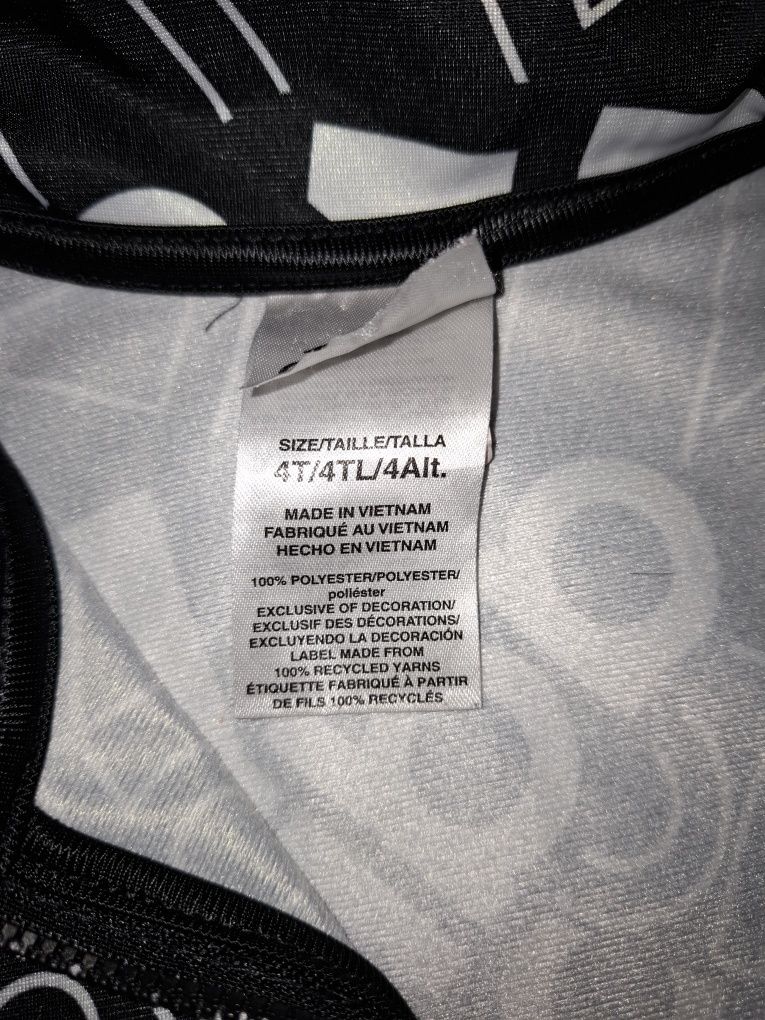 SIZE/TAILLE/TALLA
4T/4TL/4Alt.
MADE IN VIETNAM
FABRIQUÉ AU VIETNAM
HECHO EN VIETNAM
100% POLYESTER/POLYESTER/
poliéster
EXCLUSIVE OF DECORATION/
EXCLUSIF DES DÉCORATIONS/
EXCLUYENDO LA DECORACIÓN
LABEL MADE FROM
100% RECYCLED YARNS
ÉTIQUETTE FABRIQUÉ À PARTIR
DE FILS 100% RECYCLÉS